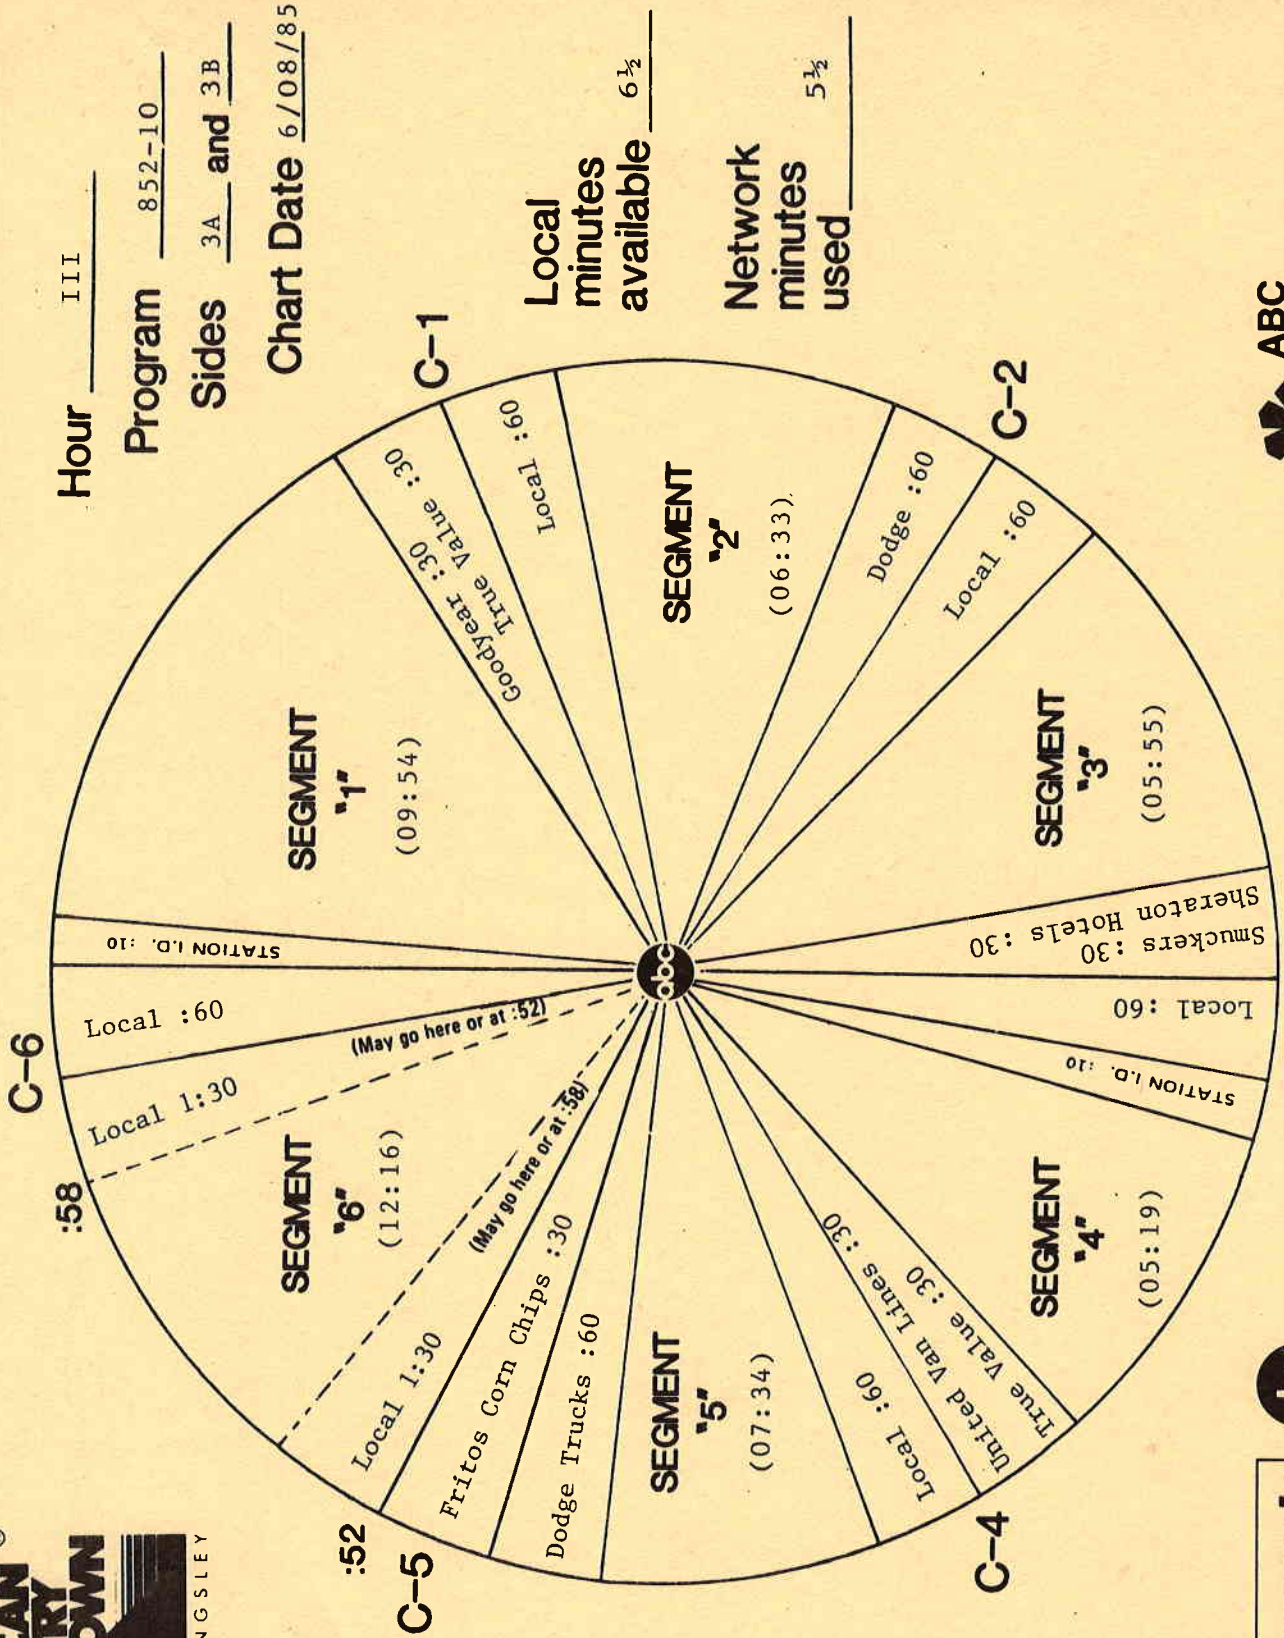 Hour III
Program 852-10
Sides 3A and 3B
Chart Date 6/08/85
Local
minutes
available 6½
Network
minutes
used 5½
NGSLEY
C-6
Local :60
STATION I.D. :10
SEGMENT
"1"
(09:54)
C-1
Goodyear :30
True Value :30
Local :60
SEGMENT
"2"
(06:33)
C-2
Dodge :60
Local :60
SEGMENT
"3"
(05:55)
Sheraton Hotels :30
Smuckers :30
Local :60
STATION I.D. :10
SEGMENT
"4"
(05:19)
C-4
True Value :30
United Van Lines :30
Local :60
SEGMENT
"5"
(07:34)
C-5
Dodge Trucks :60
Fritos Corn Chips :30
:52
Local 1:30
(May go here or at :58)
SEGMENT
"6"
(12:16)
:58
Local 1:30
(May go here or at :52)
abc
ABC